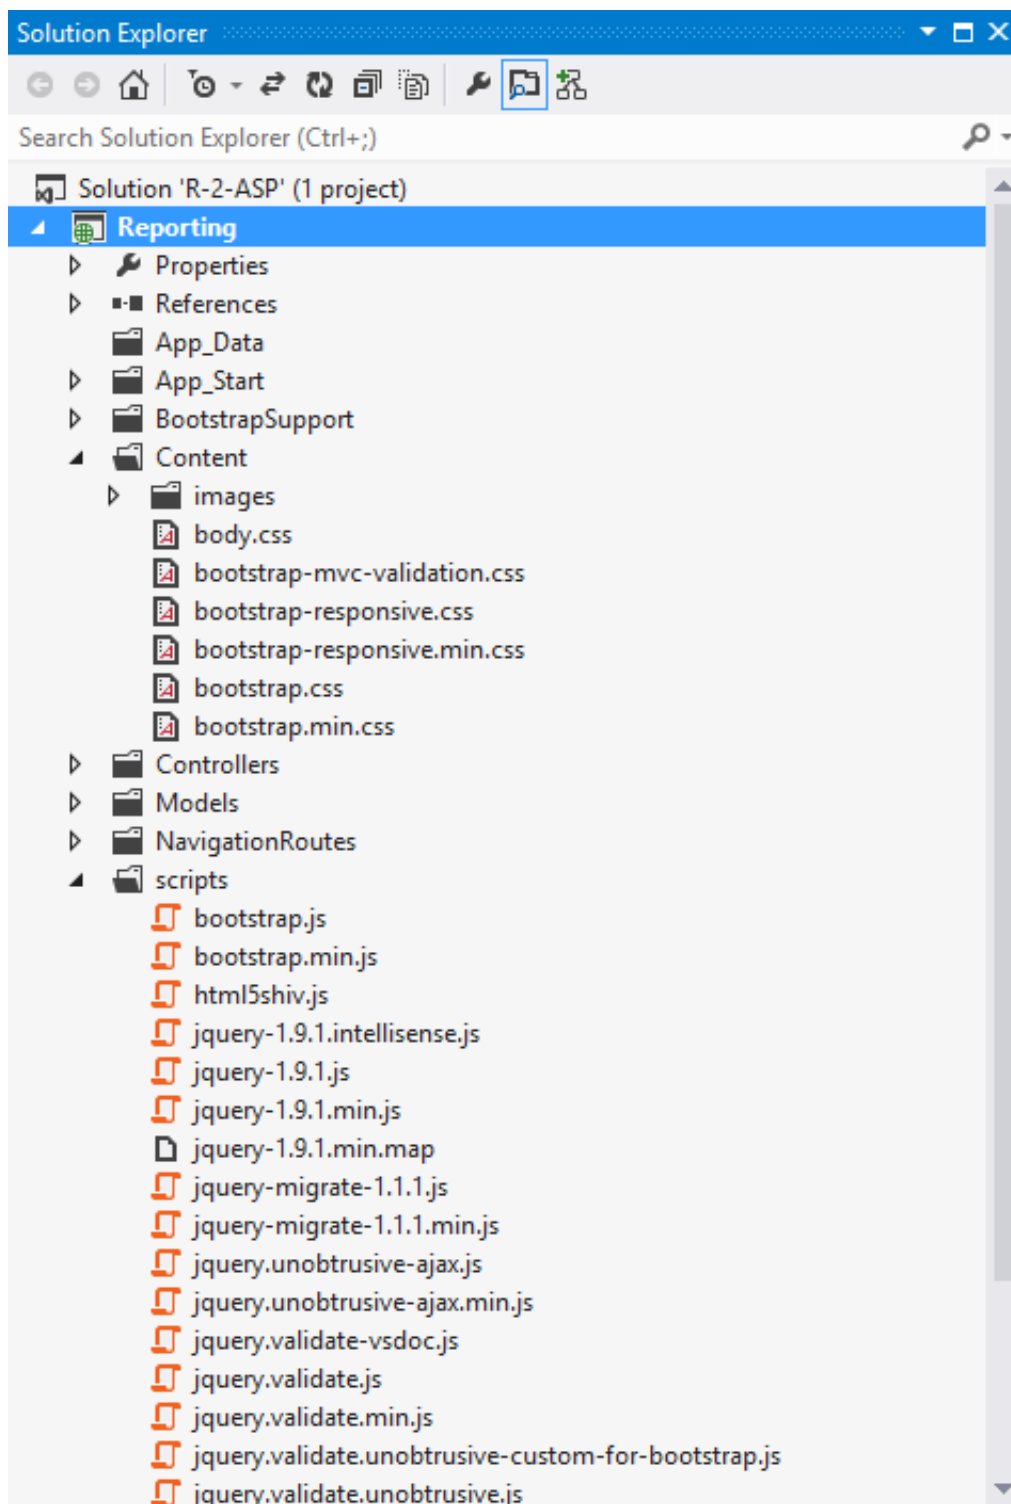 Solution Explorer
Search Solution Explorer (Ctrl+;)
Solution 'R-2-ASP' (1 project)
Reporting
Properties
References
App_Data
App_Start
BootstrapSupport
Content
images
body.css
bootstrap-mvc-validation.css
bootstrap-responsive.css
bootstrap-responsive.min.css
bootstrap.css
bootstrap.min.css
Controllers
Models
NavigationRoutes
scripts
bootstrap.js
bootstrap.min.js
html5shiv.js
jquery-1.9.1.intellisense.js
jquery-1.9.1.js
jquery-1.9.1.min.js
jquery-1.9.1.min.map
jquery-migrate-1.1.1.js
jquery-migrate-1.1.1.min.js
jquery.unobtrusive-ajax.js
jquery.unobtrusive-ajax.min.js
jquery.validate-vsdoc.js
jquery.validate.js
jquery.validate.min.js
jquery.validate.unobtrusive-custom-for-bootstrap.js
jquery.validate.unobtrusive.js